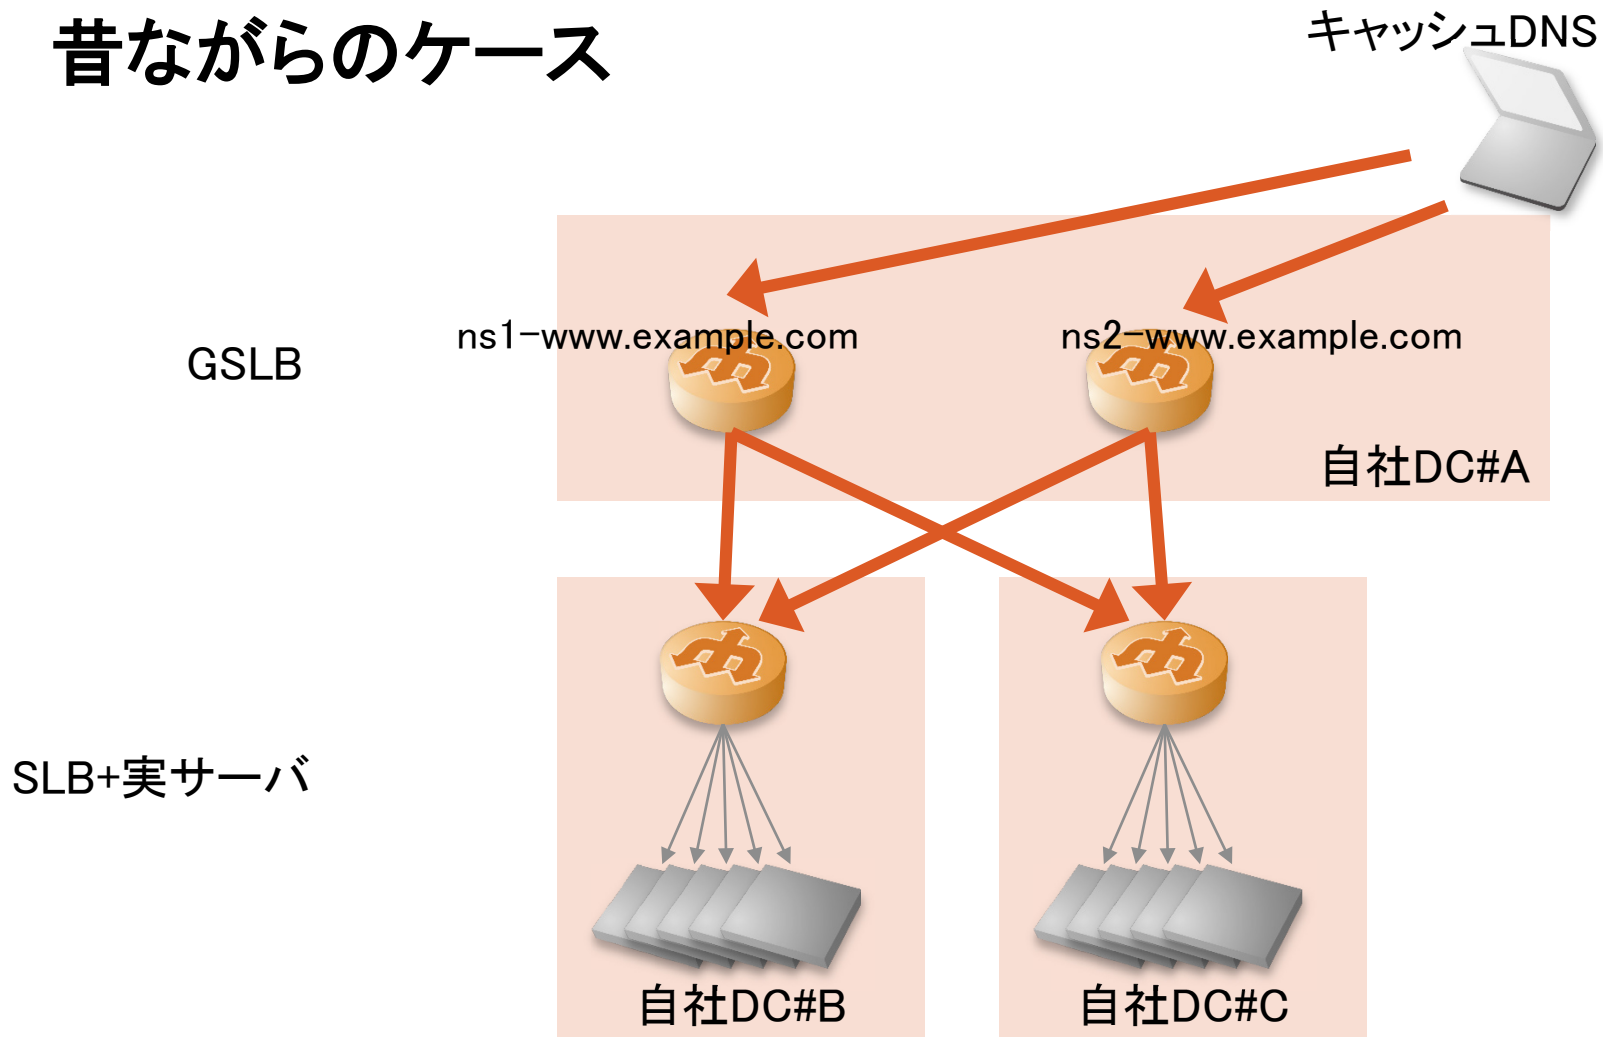 昔ながらのケース
キャッシュDNS
ns1-www.example.com
ns2-www.example.com
GSLB
自社DC#A
SLB+実サーバ
自社DC#B
自社DC#C